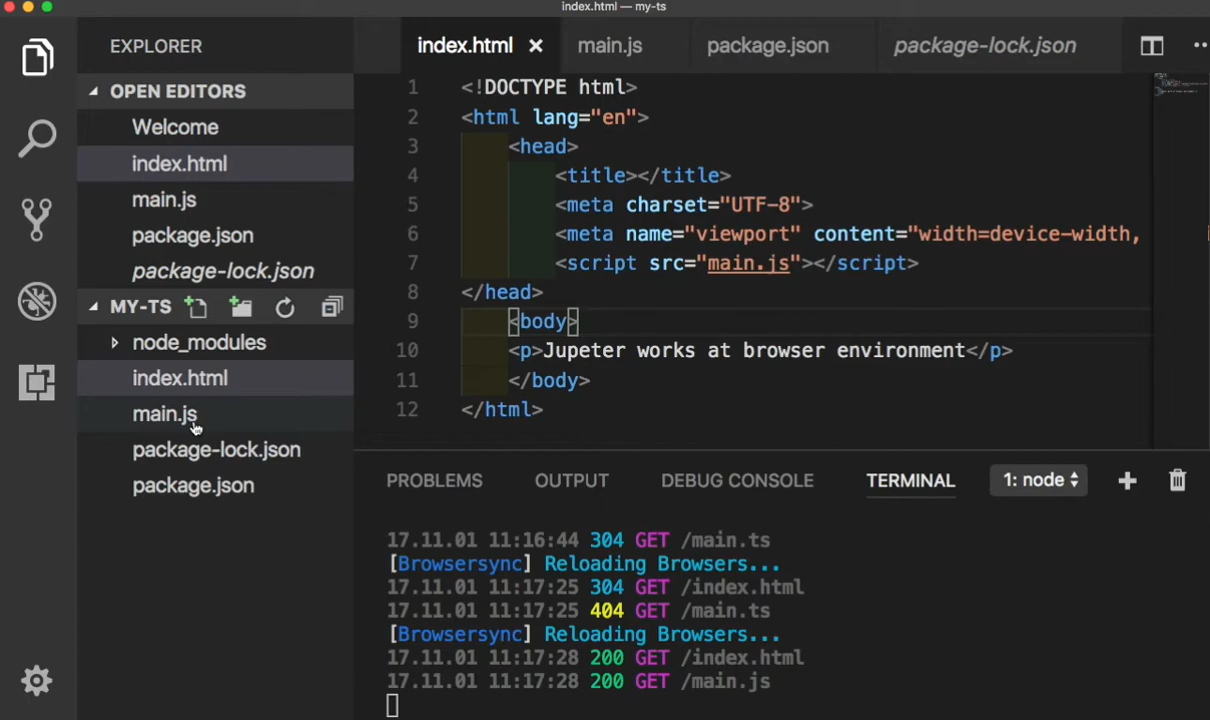 index.html — my-ts
EXPLORER
OPEN EDITORS
Welcome
index.html
main.js
package.json
package-lock.json
MY-TS
node_modules
index.html
main.js
package-lock.json
package.json
index.html main.js package.json package-lock.json
1 <!DOCTYPE html>
2 <html lang="en">
3 <head>
4 <title></title>
5 <meta charset="UTF-8">
6 <meta name="viewport" content="width=device-width,
7 <script src="main.js"></script>
8 </head>
9 <body>
10 <p>Jupeter works at browser environment</p>
11 </body>
12 </html>
PROBLEMS OUTPUT DEBUG CONSOLE TERMINAL 1: node
17.11.01 11:16:44 304 GET /main.ts
[Browsersync] Reloading Browsers...
17.11.01 11:17:25 304 GET /index.html
17.11.01 11:17:25 404 GET /main.ts
[Browsersync] Reloading Browsers...
17.11.01 11:17:28 200 GET /index.html
17.11.01 11:17:28 200 GET /main.js